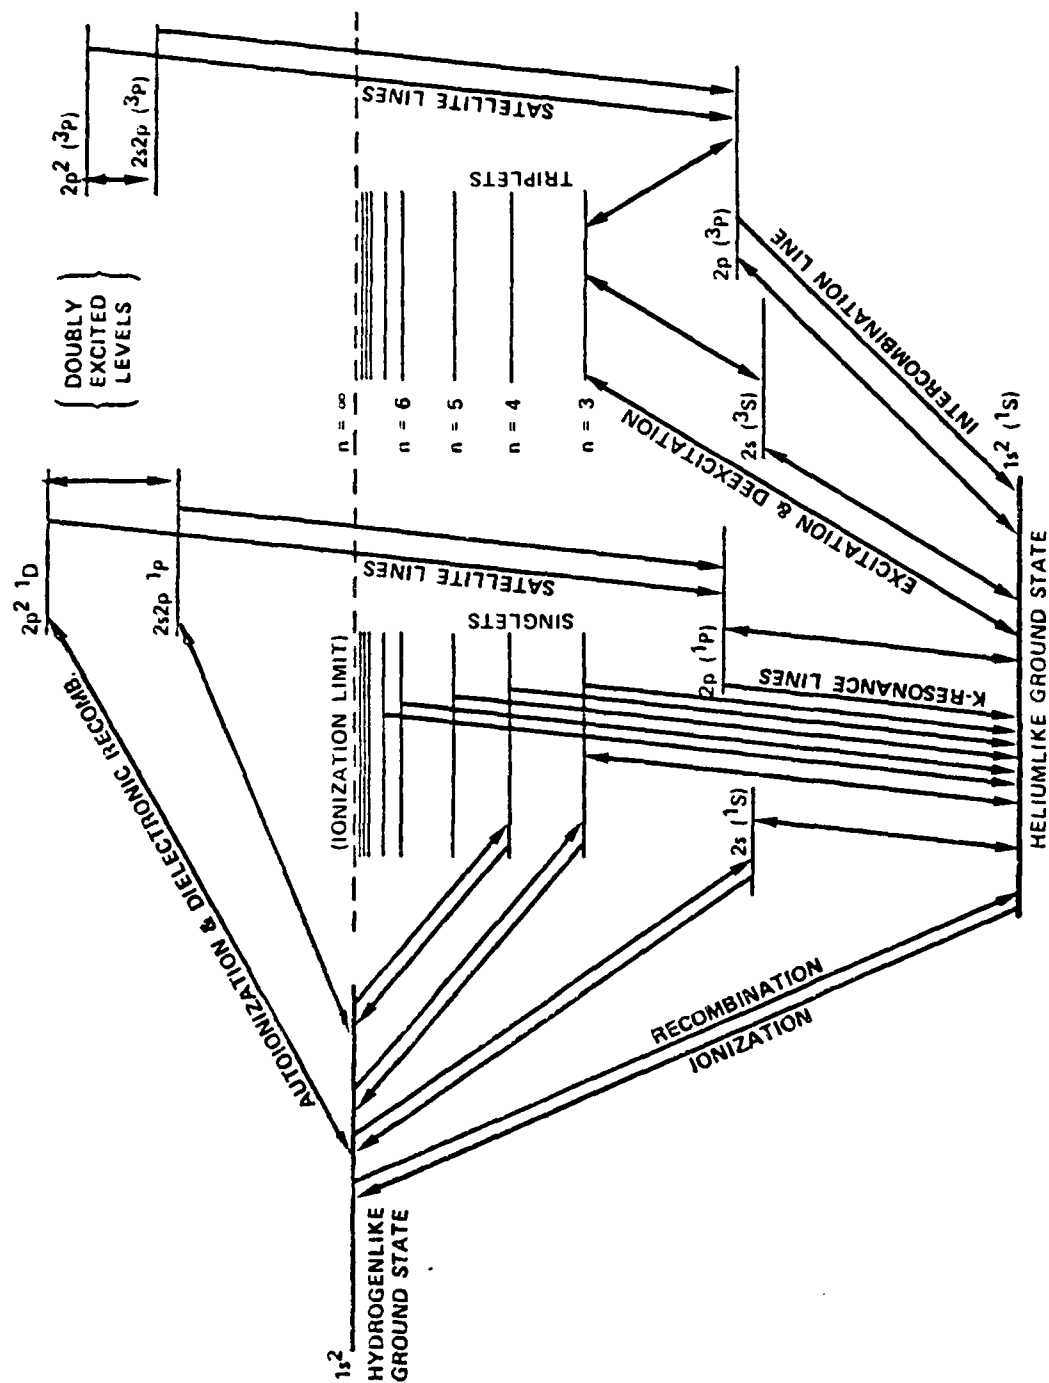 2p² (³P)
2s2p (³P)
DOUBLY
EXCITED
LEVELS
2p² ¹D
2s2p ¹P
SATELLITE LINES
TRIPLETS
n = ∞
n = 6
n = 5
n = 4
n = 3
2p (³P)
2s (³S)
INTERCOMBINATION LINE
EXCITATION & DEEXCITATION
1s² (¹S)
SATELLITE LINES
SINGLETS
(IONIZATION LIMIT)
2p (¹P)
K-RESONANCE LINES
2s (¹S)
HELIUMLIKE GROUND STATE
AUTOIONIZATION & DIELECTRONIC RECOMB.
RECOMBINATION
IONIZATION
1s²
HYDROGENLIKE
GROUND STATE